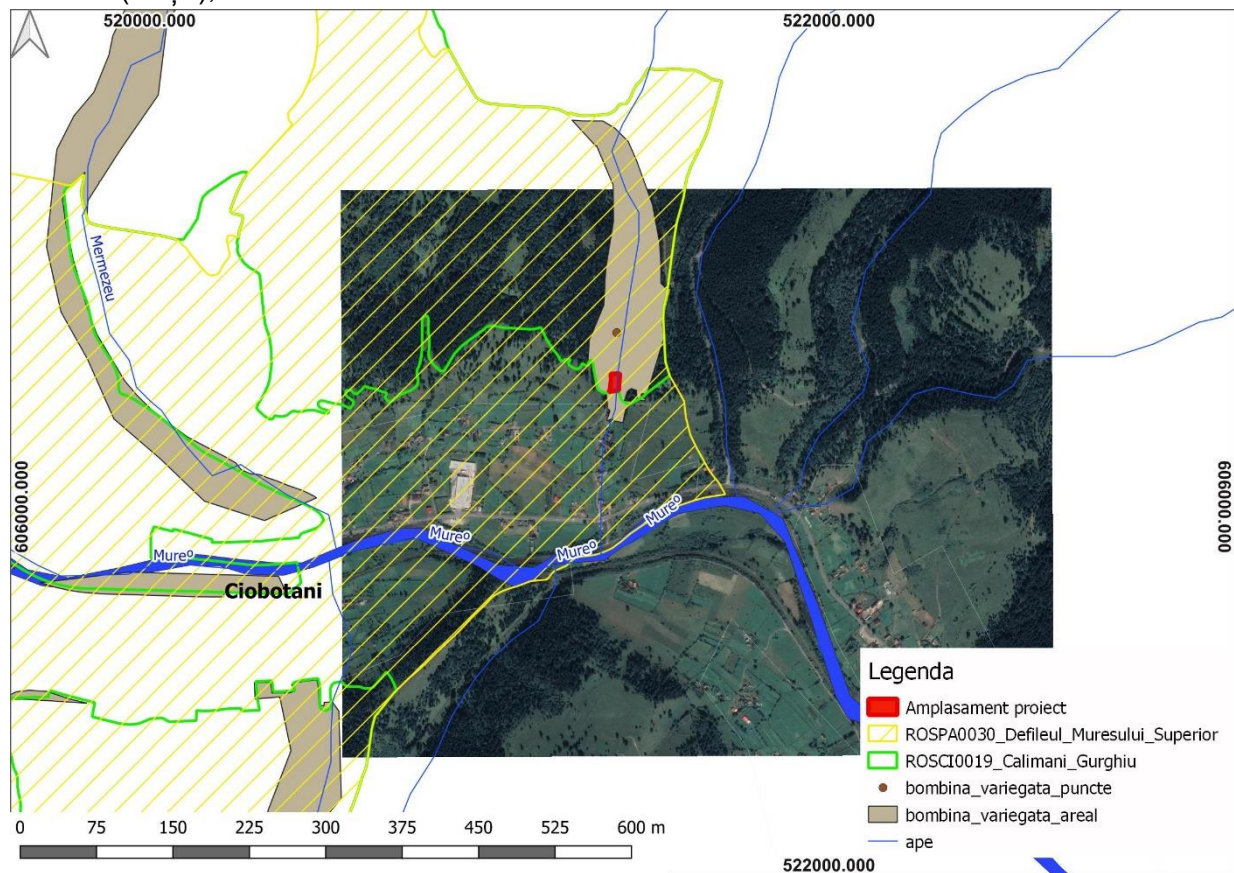 520000.000
522000.000
Mermezeu
606000.000
606000.000
Mureº
Mureº
Mureº
Mureº
Ciobotani
Legenda
Amplasament proiect
ROSPA0030_Defileul_Muresului_Superior
ROSCI0019_Calimani_Gurghiu
bombina_variegata_puncte
bombina_variegata_areal
ape
0 75 150 225 300 375 450 525 600 m
522000.000